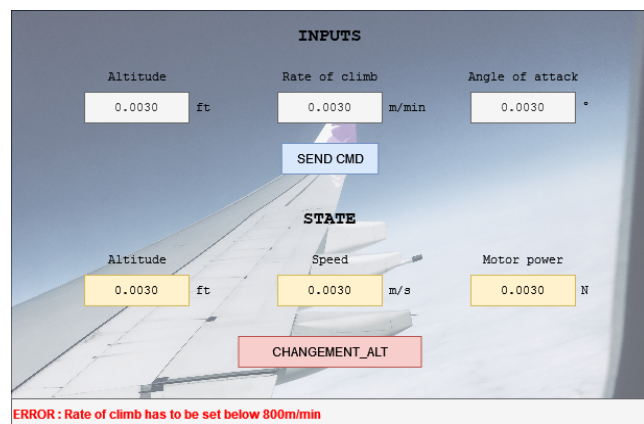 INPUTS
Altitude Rate of climb Angle of attack
0.0030 ft 0.0030 m/min 0.0030 °
SEND CMD
STATE
Altitude Speed Motor power
0.0030 ft 0.0030 m/s 0.0030 N
CHANGEMENT_ALT
ERROR : Rate of climb has to be set below 800m/min